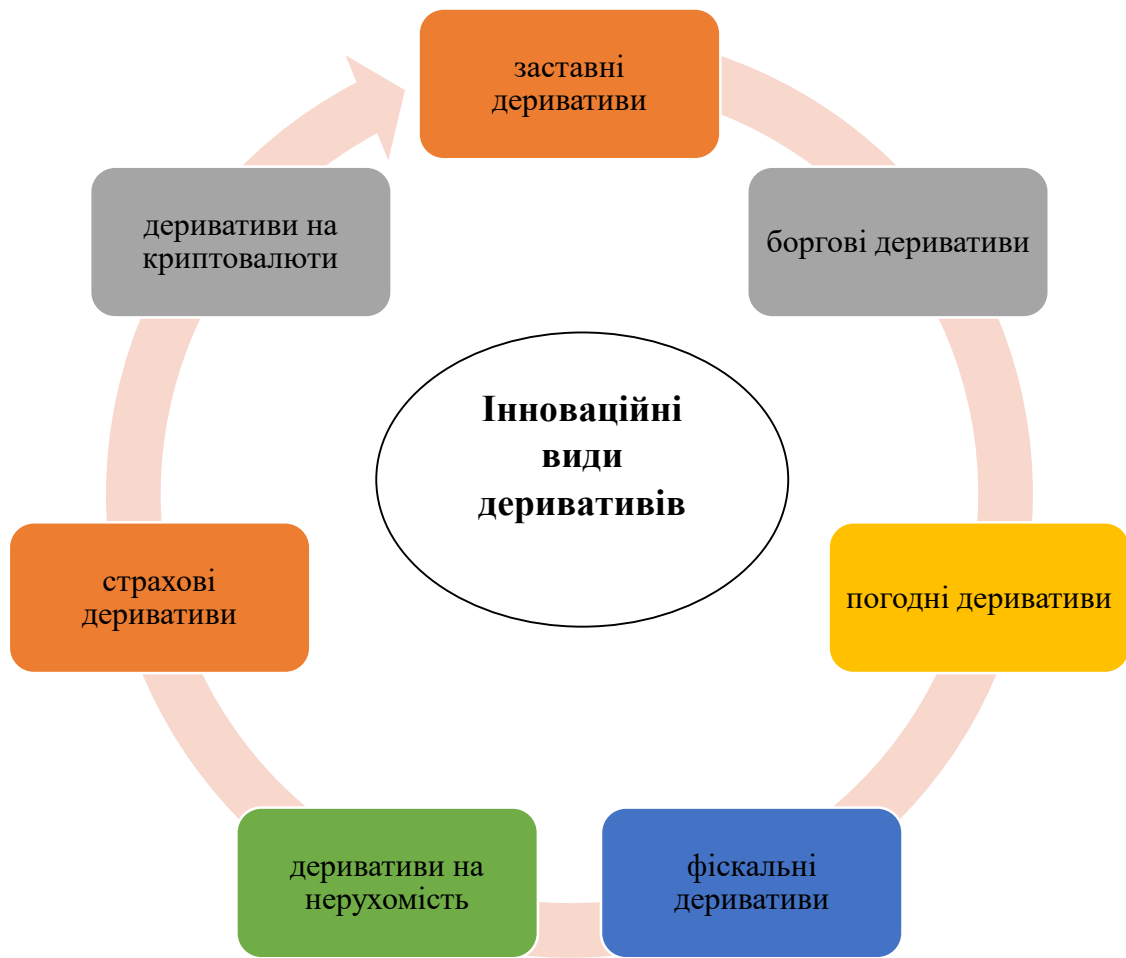 заставні
деривативи
боргові деривативи
погодні деривативи
фіскальні
деривативи
деривативи на
нерухомість
страхові
деривативи
деривативи на
криптовалюти
Інноваційні
види
деривативів